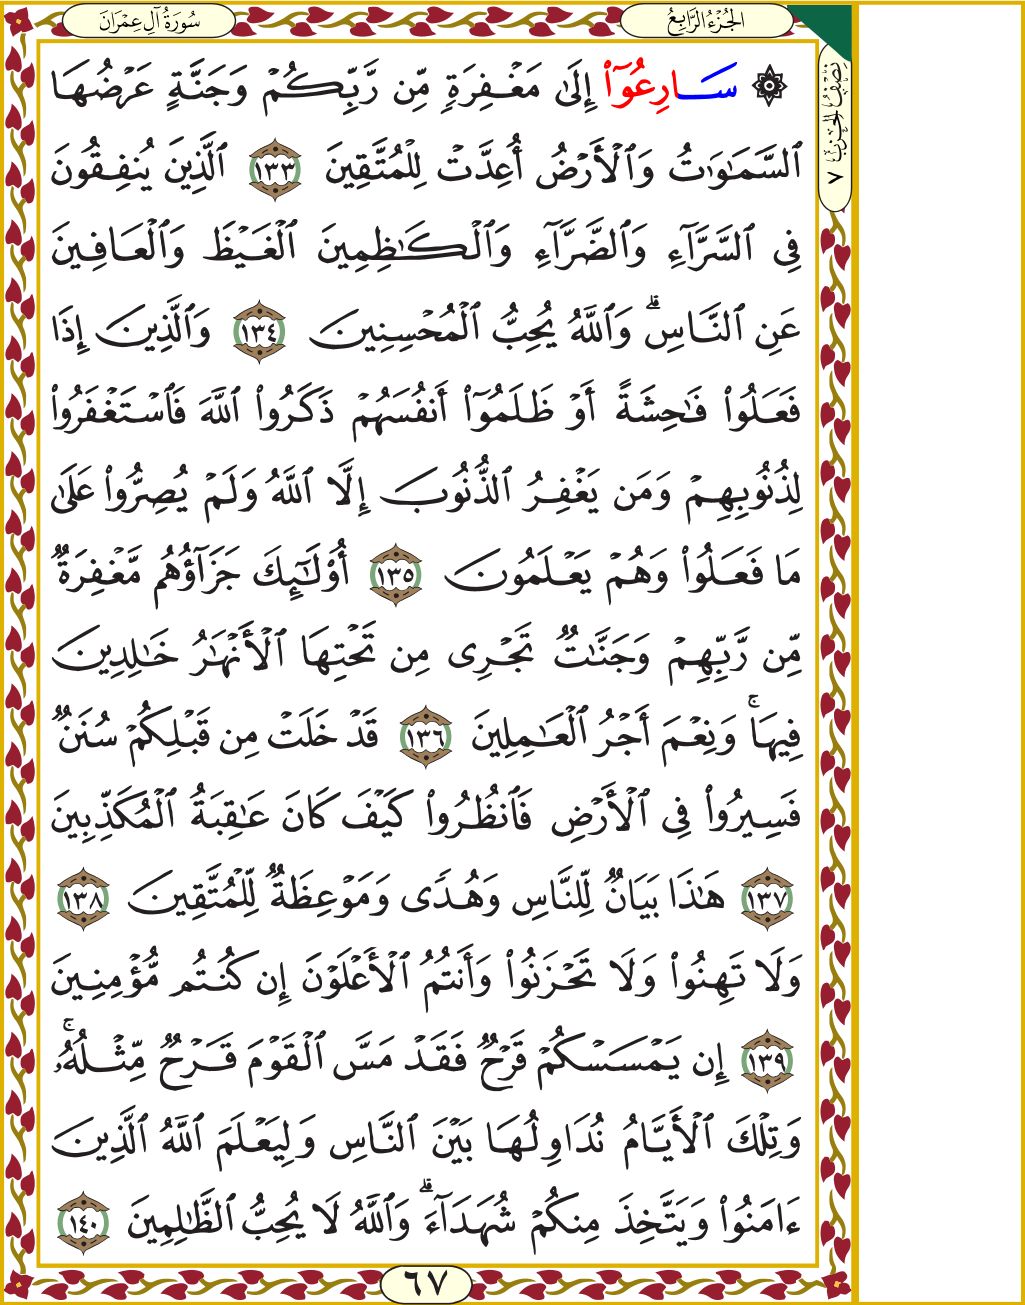 سُورَةُ آلِ عِمْرَانَ
الجُزْءُ الرَّابِعُ
نِصْفُ الحِزْبِ ٧
۞ سَارِعُوٓا۟ إِلَىٰ مَغْفِرَةٍ مِّن رَّبِّكُمْ وَجَنَّةٍ عَرْضُهَا
ٱلسَّمَـٰوَٰتُ وَٱلْأَرْضُ أُعِدَّتْ لِلْمُتَّقِينَ ١٣٣ ٱلَّذِينَ يُنفِقُونَ
فِى ٱلسَّرَّآءِ وَٱلضَّرَّآءِ وَٱلْكَـٰظِمِينَ ٱلْغَيْظَ وَٱلْعَافِينَ
عَنِ ٱلنَّاسِ ۗ وَٱللَّهُ يُحِبُّ ٱلْمُحْسِنِينَ ١٣٤ وَٱلَّذِينَ إِذَا
فَعَلُوا۟ فَـٰحِشَةً أَوْ ظَلَمُوٓا۟ أَنفُسَهُمْ ذَكَرُوا۟ ٱللَّهَ فَٱسْتَغْفَرُوا۟
لِذُنُوبِهِمْ وَمَن يَغْفِرُ ٱلذُّنُوبَ إِلَّا ٱللَّهُ وَلَمْ يُصِرُّوا۟ عَلَىٰ
مَا فَعَلُوا۟ وَهُمْ يَعْلَمُونَ ١٣٥ أُو۟لَـٰٓئِكَ جَزَآؤُهُم مَّغْفِرَةٌ
مِّن رَّبِّهِمْ وَجَنَّـٰتٌ تَجْرِى مِن تَحْتِهَا ٱلْأَنْهَـٰرُ خَـٰلِدِينَ
فِيهَا ۚ وَنِعْمَ أَجْرُ ٱلْعَـٰمِلِينَ ١٣٦ قَدْ خَلَتْ مِن قَبْلِكُمْ سُنَنٌ
فَسِيرُوا۟ فِى ٱلْأَرْضِ فَٱنظُرُوا۟ كَيْفَ كَانَ عَـٰقِبَةُ ٱلْمُكَذِّبِينَ
١٣٧ هَـٰذَا بَيَانٌ لِّلنَّاسِ وَهُدًى وَمَوْعِظَةٌ لِّلْمُتَّقِينَ ١٣٨
وَلَا تَهِنُوا۟ وَلَا تَحْزَنُوا۟ وَأَنتُمُ ٱلْأَعْلَوْنَ إِن كُنتُم مُّؤْمِنِينَ
١٣٩ إِن يَمْسَسْكُمْ قَرْحٌ فَقَدْ مَسَّ ٱلْقَوْمَ قَرْحٌ مِّثْلُهُۥ ۚ
وَتِلْكَ ٱلْأَيَّامُ نُدَاوِلُهَا بَيْنَ ٱلنَّاسِ وَلِيَعْلَمَ ٱللَّهُ ٱلَّذِينَ
ءَامَنُوا۟ وَيَتَّخِذَ مِنكُمْ شُهَدَآءَ ۗ وَٱللَّهُ لَا يُحِبُّ ٱلظَّـٰلِمِينَ ١٤٠
٦٧